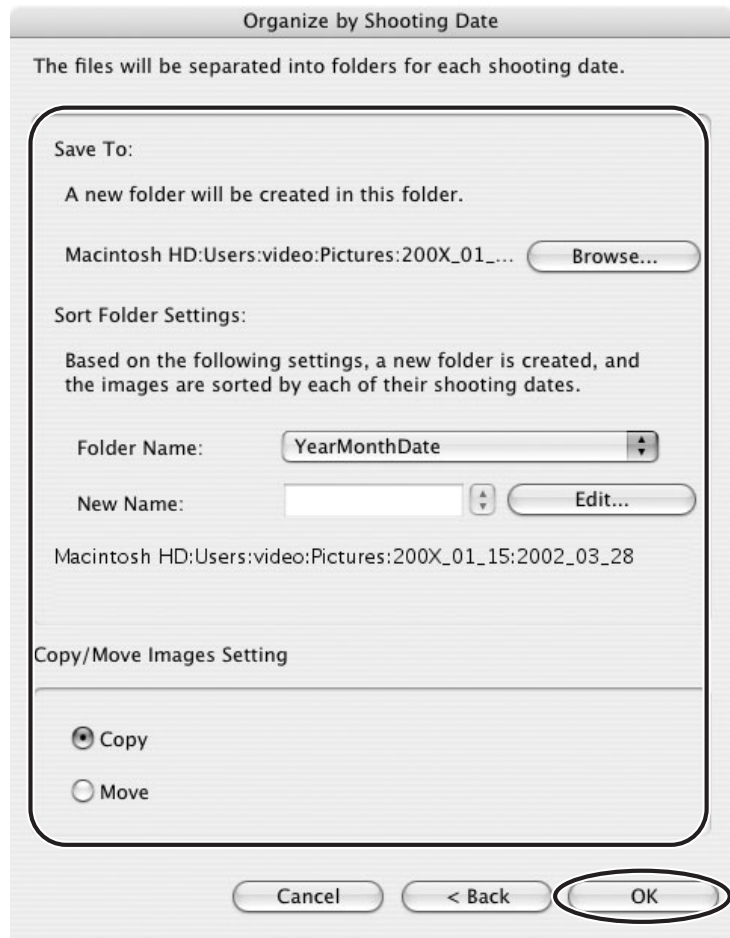 Organize by Shooting Date
The files will be separated into folders for each shooting date.
Save To:
A new folder will be created in this folder.
Macintosh HD:Users:video:Pictures:200X_01_... Browse...
Sort Folder Settings:
Based on the following settings, a new folder is created, and
the images are sorted by each of their shooting dates.
Folder Name: YearMonthDate
New Name: Edit...
Macintosh HD:Users:video:Pictures:200X_01_15:2002_03_28
Copy/Move Images Setting
Copy
Move
Cancel < Back OK